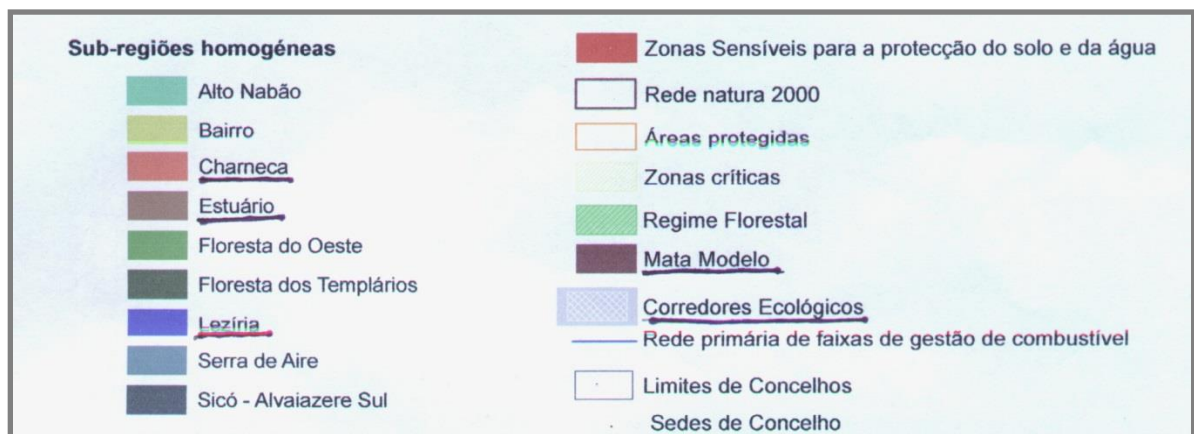 Sub-regiões homogéneas
Alto Nabão
Bairro
Charneca
Estuário
Floresta do Oeste
Floresta dos Templários
Lezíria
Serra de Aire
Sicó - Alvaiazere Sul
Zonas Sensíveis para a protecção do solo e da água
Rede natura 2000
Áreas protegidas
Zonas críticas
Regime Florestal
Mata Modelo
Corredores Ecológicos
Rede primária de faixas de gestão de combustível
Limites de Concelhos
Sedes de Concelho